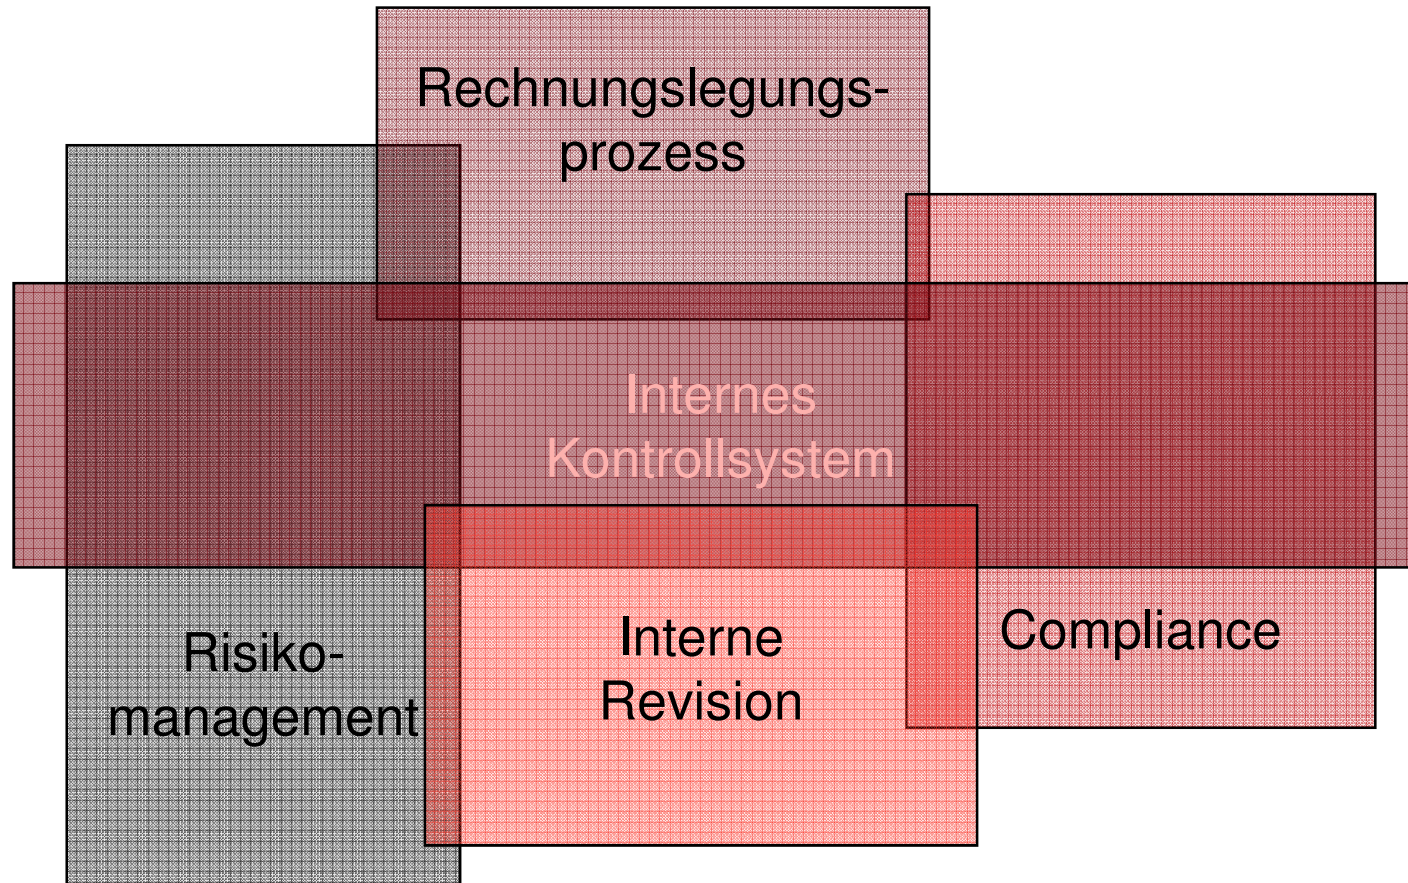 Rechnungslegungs-
prozess
Internes
Kontrollsystem
Risiko-
management
Interne
Revision
Compliance